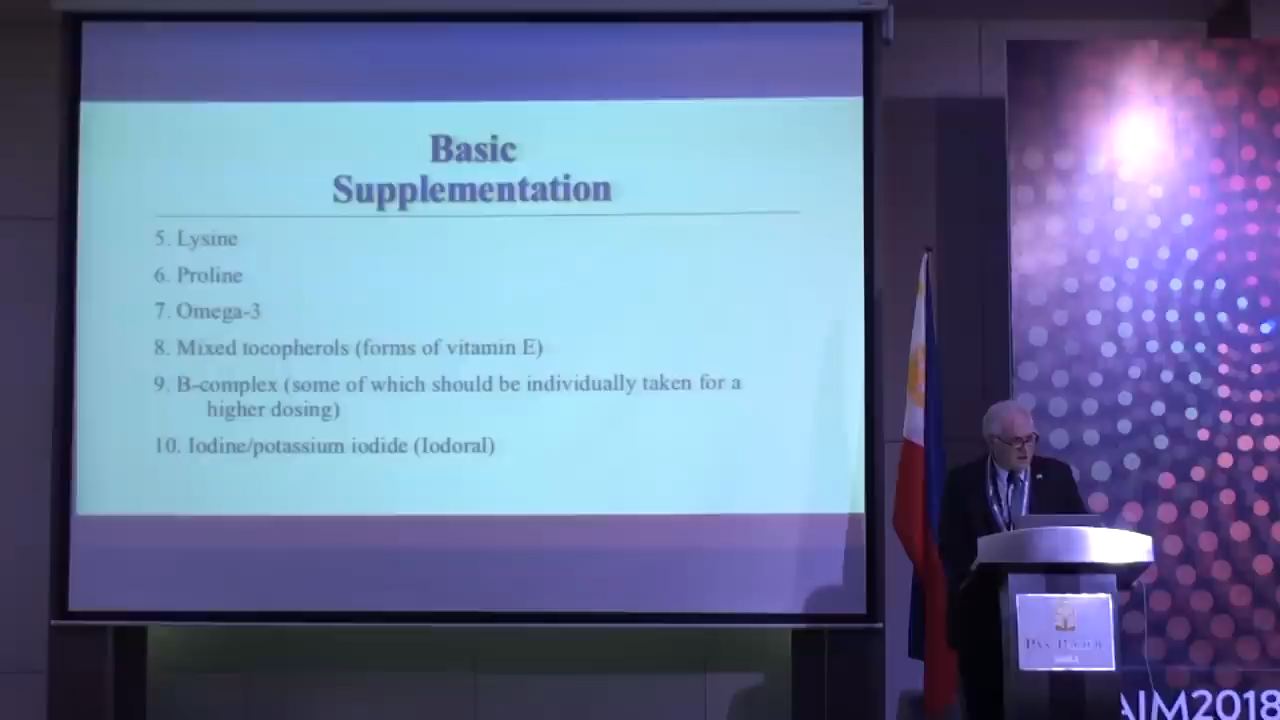 Basic
Supplementation
5. Lysine
6. Proline
7. Omega-3
8. Mixed tocopherols (forms of vitamin E)
9. B-complex (some of which should be individually taken for a
higher dosing)
10. Iodine/potassium iodide (Iodoral)
AIM2018